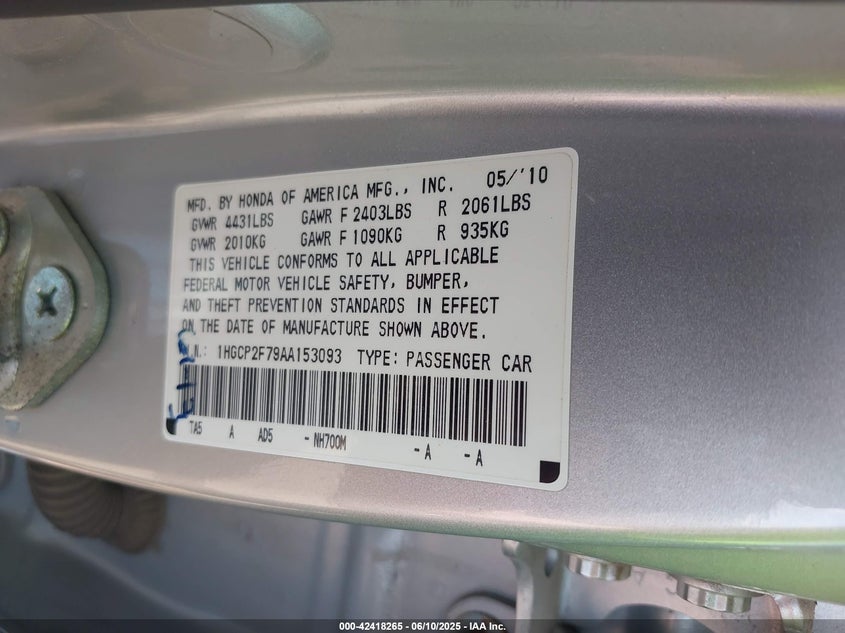 MFD. BY HONDA OF AMERICA MFG., INC. 05/'10
GVWR 4431LBS GAWR F 2403LBS R 2061LBS
GVWR 2010KG GAWR F 1090KG R 935KG
THIS VEHICLE CONFORMS TO ALL APPLICABLE
FEDERAL MOTOR VEHICLE SAFETY, BUMPER,
AND THEFT PREVENTION STANDARDS IN EFFECT
ON THE DATE OF MANUFACTURE SHOWN ABOVE.
1HGCP2F79AA153093 TYPE: PASSENGER CAR
TA5 A AD5 -NH700M -A -A
000-42418265 - 06/10/2025 - IAA Inc.